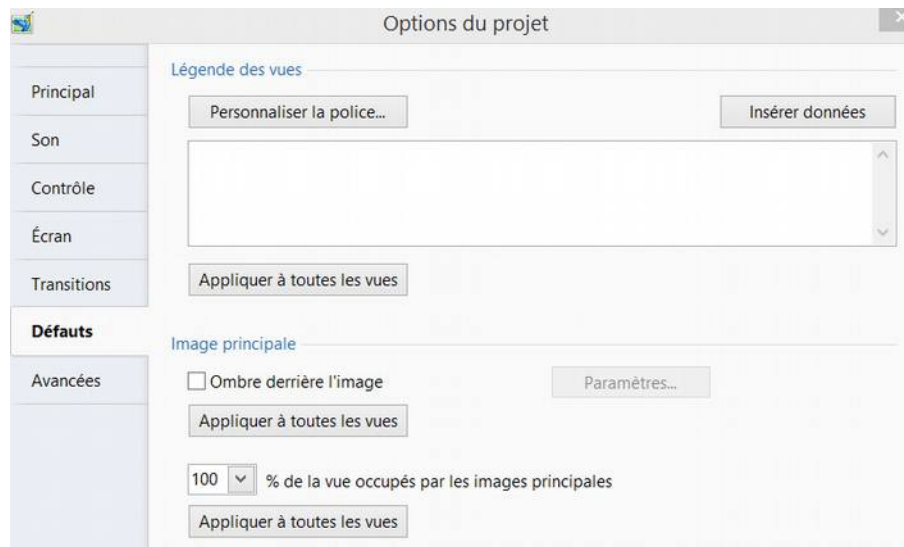 Options du projet
Légende des vues
Principal
Personnaliser la police...
Insérer données
Son
Contrôle
Écran
Transitions
Appliquer à toutes les vues
Défauts
Image principale
Avancées
Ombre derrière l'image
Paramètres...
Appliquer à toutes les vues
100
% de la vue occupés par les images principales
Appliquer à toutes les vues